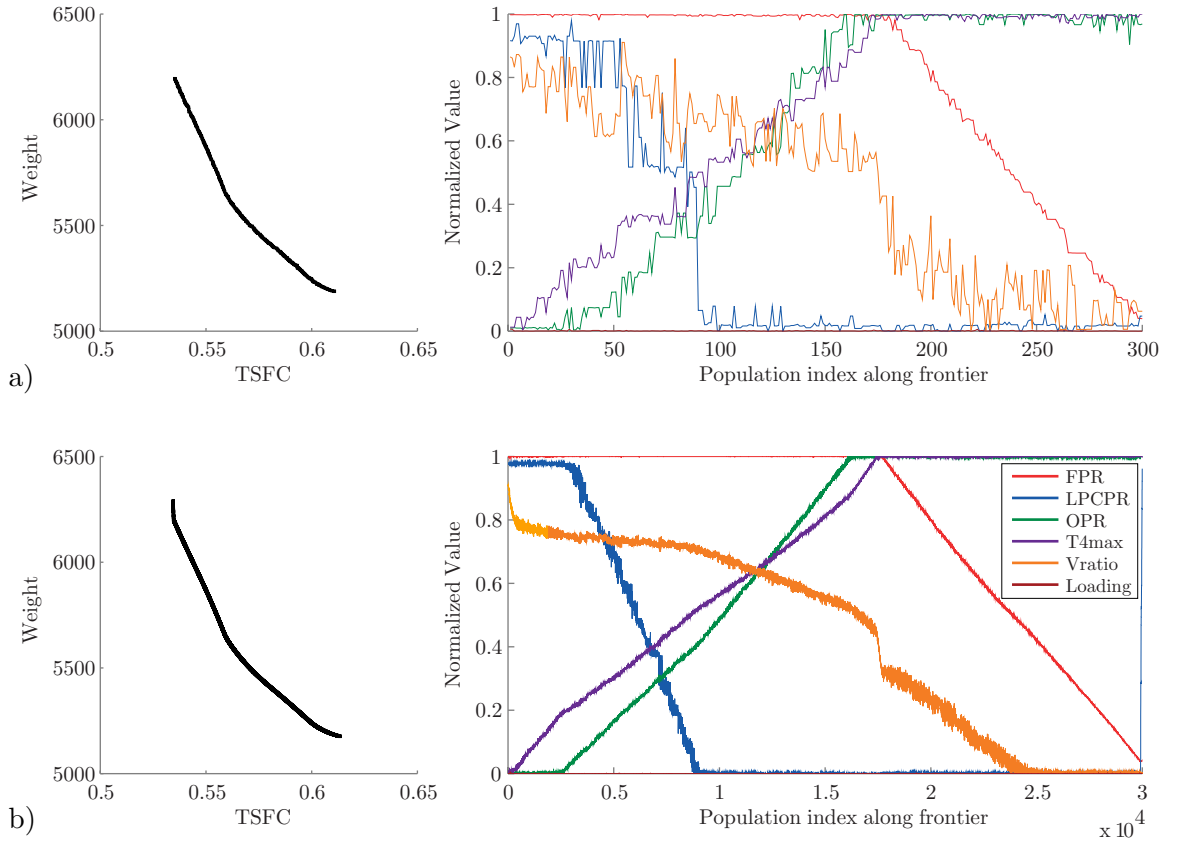 6500
6000
5500
5000
Weight
0.5 0.55 0.6 0.65
TSFC
a)
1
0.8
0.6
0.4
0.2
0
Normalized Value
0 50 100 150 200 250 300
Population index along frontier
6500
6000
5500
5000
Weight
0.5 0.55 0.6 0.65
TSFC
b)
1
0.8
0.6
0.4
0.2
0
Normalized Value
FPR
LPCPR
OPR
T4max
Vratio
Loading
0 0.5 1 1.5 2 2.5 3
Population index along frontier
x 10⁴